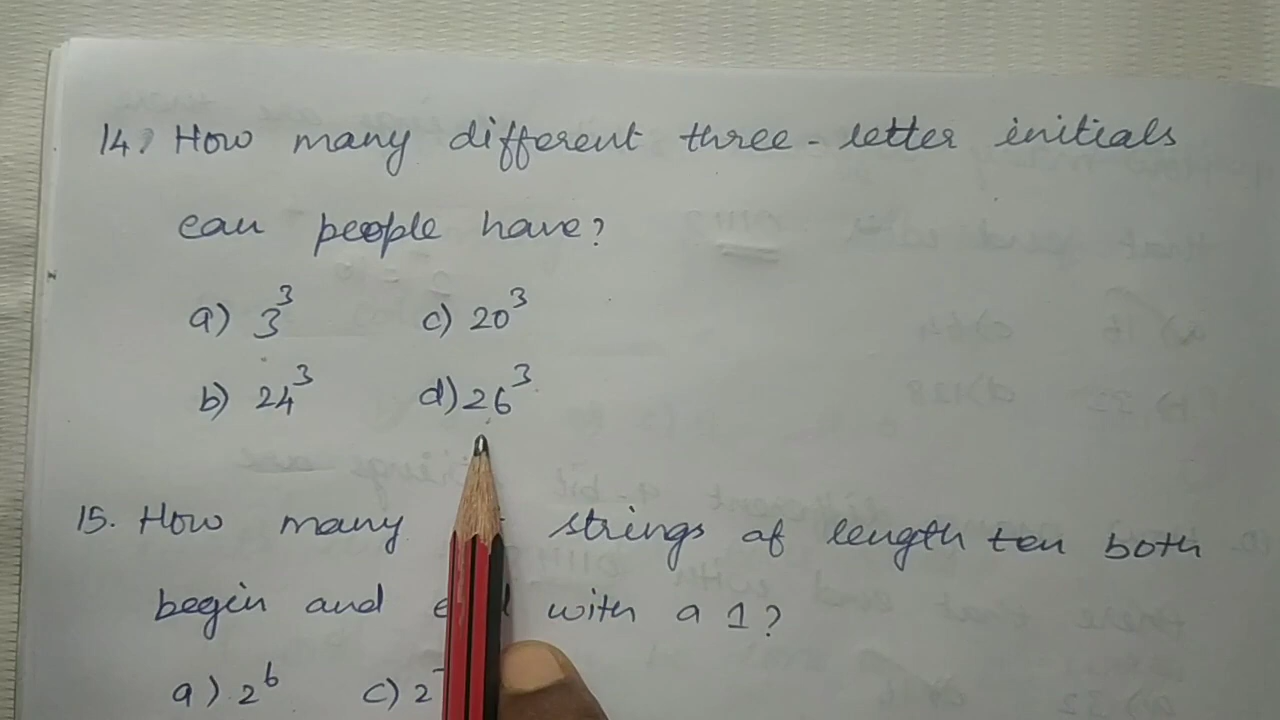 14) How many different three-letter initials
can people have?
a) 3³ c) 20³
b) 24³ d) 26³
15. How many strings of length ten both
begin and with a 1?
a) 2⁶ c) 2